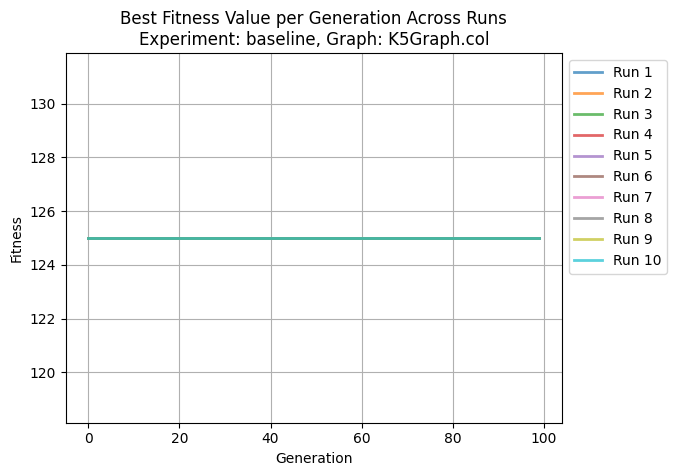 Best Fitness Value per Generation Across Runs
Experiment: baseline, Graph: K5Graph.col
130
128
126
124
122
120
Fitness
0 20 40 60 80 100
Generation
Run 1
Run 2
Run 3
Run 4
Run 5
Run 6
Run 7
Run 8
Run 9
Run 10